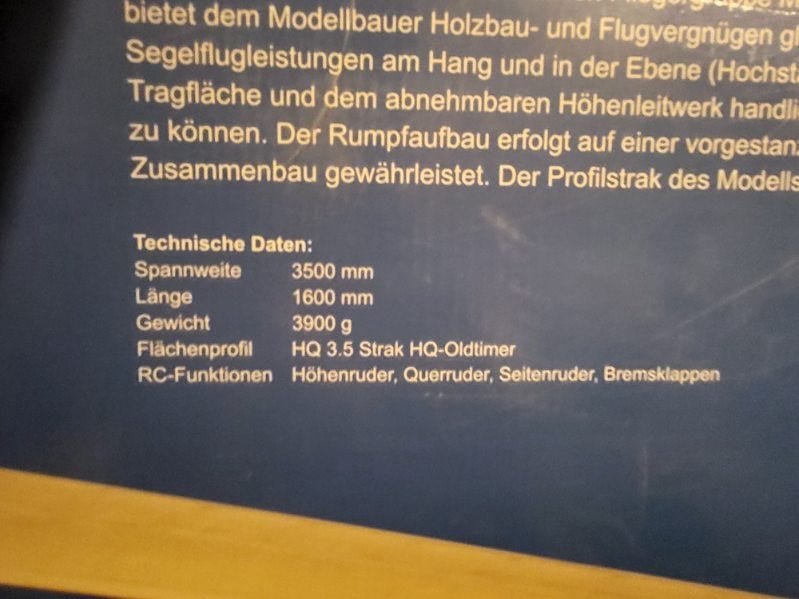 bietet dem Modellbauer Holzbau- und Flugvergnügen
Segelflugleistungen am Hang und in der Ebene
Tragfläche und dem abnehmbaren Höhenleitwerk
zu können. Der Rumpfaufbau erfolgt auf einer
Zusammenbau gewährleistet. Der Profilstrak des Modells
Technische Daten:
Spannweite 3500 mm
Länge 1600 mm
Gewicht 3900 g
Flächenprofil HQ 3.5 Strak HQ-Oldtimer
RC-Funktionen Höhenruder, Querruder, Seitenruder, Bremsklappen